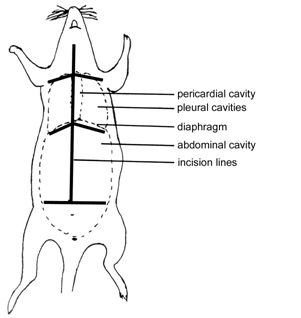 pericardial cavity
pleural cavities
diaphragm
abdominal cavity
incision lines